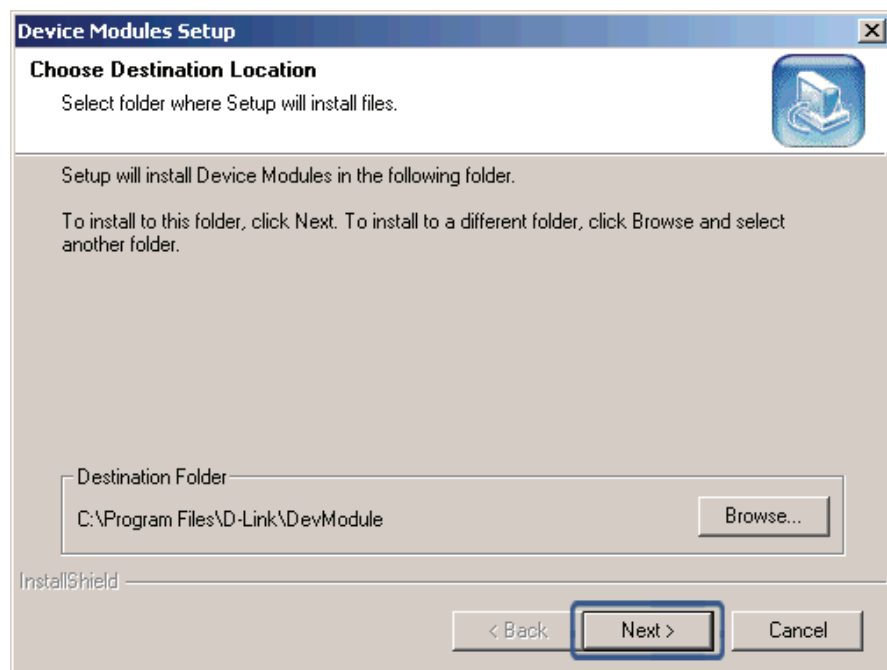 Device Modules Setup
Choose Destination Location
Select folder where Setup will install files.
Setup will install Device Modules in the following folder.
To install to this folder, click Next. To install to a different folder, click Browse and select
another folder.
Destination Folder
C:\Program Files\D-Link\DevModule
Browse...
InstallShield
< Back
Next >
Cancel